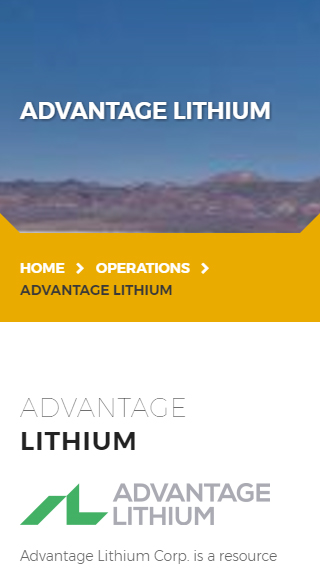 ADVANTAGE LITHIUM
HOME > OPERATIONS >
ADVANTAGE LITHIUM
ADVANTAGE
LITHIUM
ADVANTAGE
LITHIUM
Advantage Lithium Corp. is a resource